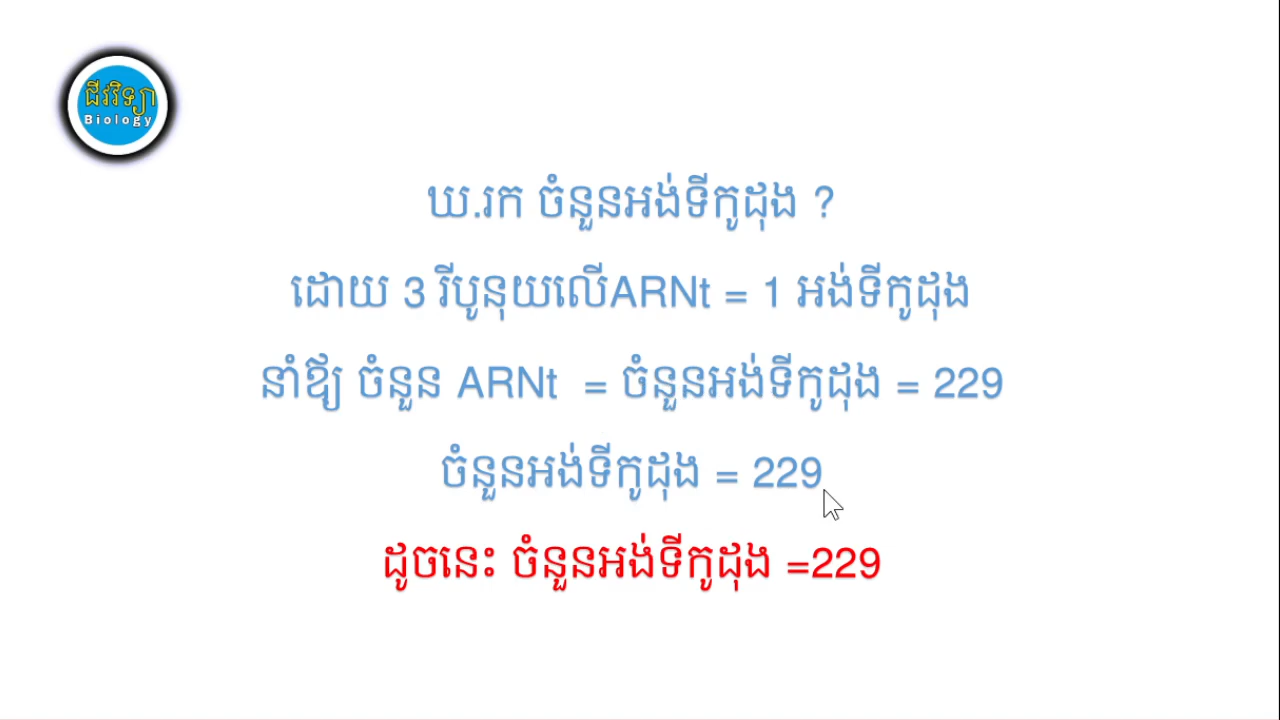 ជីវវិទ្យា
Biology
ឃ.រក ចំនួនអង់ទីកូដុង ?
ដោយ 3 រីបូនុយលើARNt = 1 អង់ទីកូដុង
នាំឱ្យ ចំនួន ARNt = ចំនួនអង់ទីកូដុង = 229
ចំនួនអង់ទីកូដុង = 229
ដូចនេះ ចំនួនអង់ទីកូដុង =229